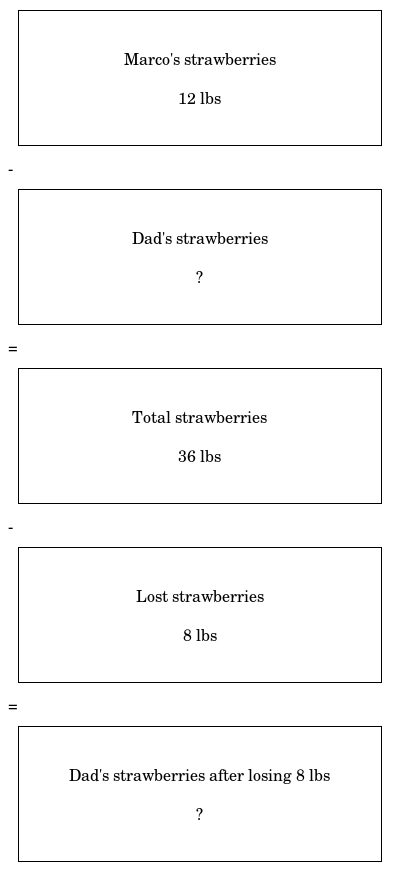 Marco's strawberries
12 lbs
-
Dad's strawberries
?
=
Total strawberries
36 lbs
-
Lost strawberries
8 lbs
=
Dad's strawberries after losing 8 lbs
?